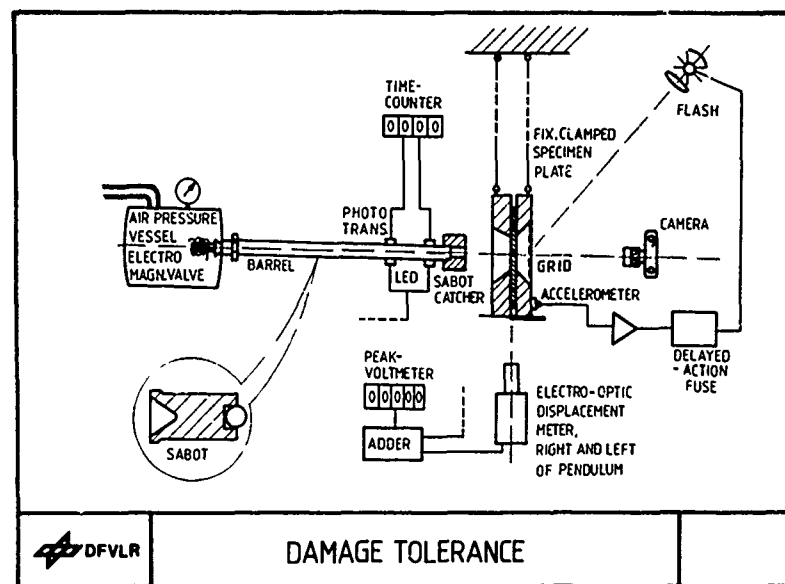 TIME-
COUNTER
0000
FLASH
FIX. CLAMPED
SPECIMEN
PLATE
AIR PRESSURE
VESSEL
ELECTRO
MAGN.VALVE
PHOTO
TRANS.
BARREL
LED
SABOT
CATCHER
GRID
CAMERA
ACCELEROMETER
DELAYED
-ACTION
FUSE
PEAK-
VOLTMETER
00000
ADDER
ELECTRO-OPTIC
DISPLACEMENT
METER,
RIGHT AND LEFT
OF PENDULUM
SABOT
DFVLR
DAMAGE TOLERANCE